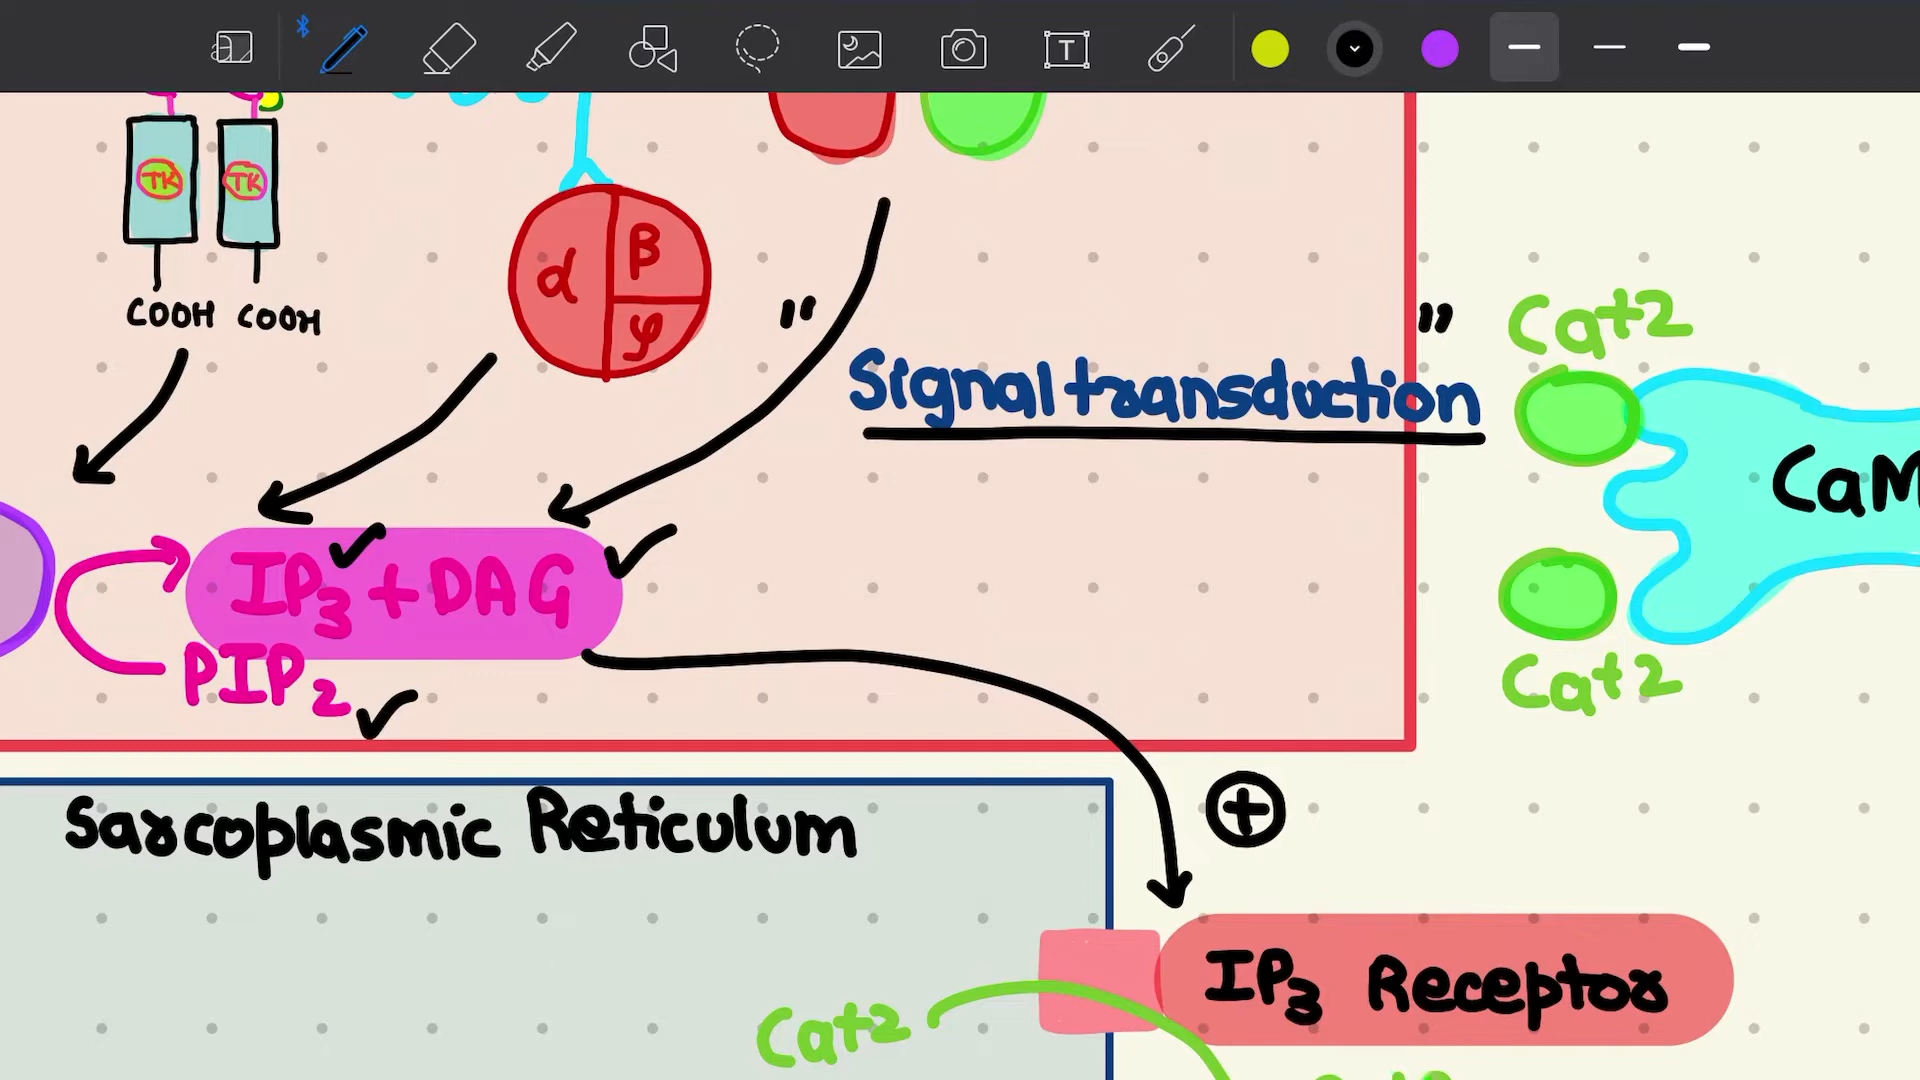 TK TK
COOH COOH
α β
φ
" Signal transduction "
Ca+2
CaM
Ca+2
IP3 + DAG
PIP2
Sarcoplasmic Reticulum
+
IP3 Receptor
Ca+2